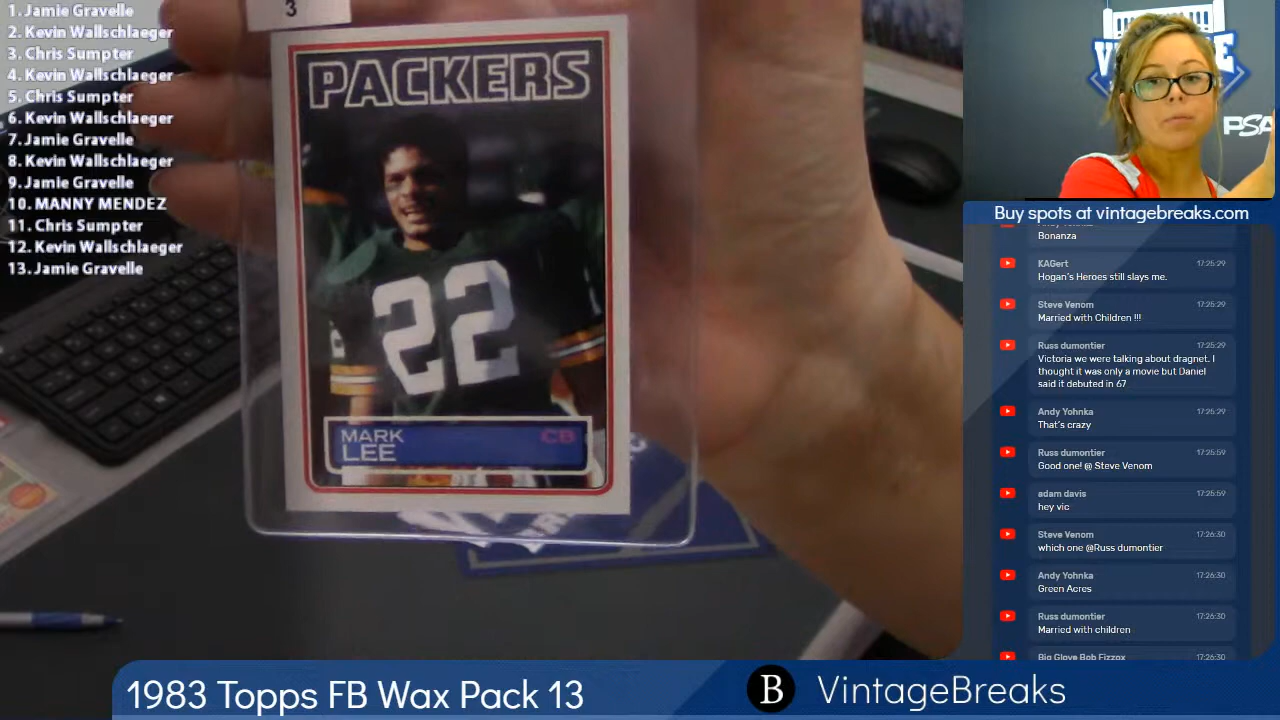 1. Jamie Gravelle
2. Kevin Wallschlaeger
3. Chris Sumpter
4. Kevin Wallschlaeger
5. Chris Sumpter
6. Kevin Wallschlaeger
7. Jamie Gravelle
8. Kevin Wallschlaeger
9. Jamie Gravelle
10. MANNY MENDEZ
11. Chris Sumpter
12. Kevin Wallschlaeger
13. Jamie Gravelle
3
PACKERS
22
MARK
LEE
CB
PSA
Buy spots at vintagebreaks.com
Bonanza
KAGert 17:25:29
Hogan's Heroes still slays me.
Steve Venom 17:25:29
Married with Children !!!
Russ dumontier 17:25:29
Victoria we were talking about dragnet. I
thought it was only a movie but Daniel
said it debuted in 67
Andy Yohnka 17:25:29
That's crazy
Russ dumontier 17:25:59
Good one! @ Steve Venom
adam davis 17:25:59
hey vic
Steve Venom 17:26:30
which one @Russ dumontier
Andy Yohnka 17:26:30
Green Acres
Russ dumontier 17:26:30
Married with children
Big Glove Bob Fizzox 17:26:30
1983 Topps FB Wax Pack 13
B VintageBreaks